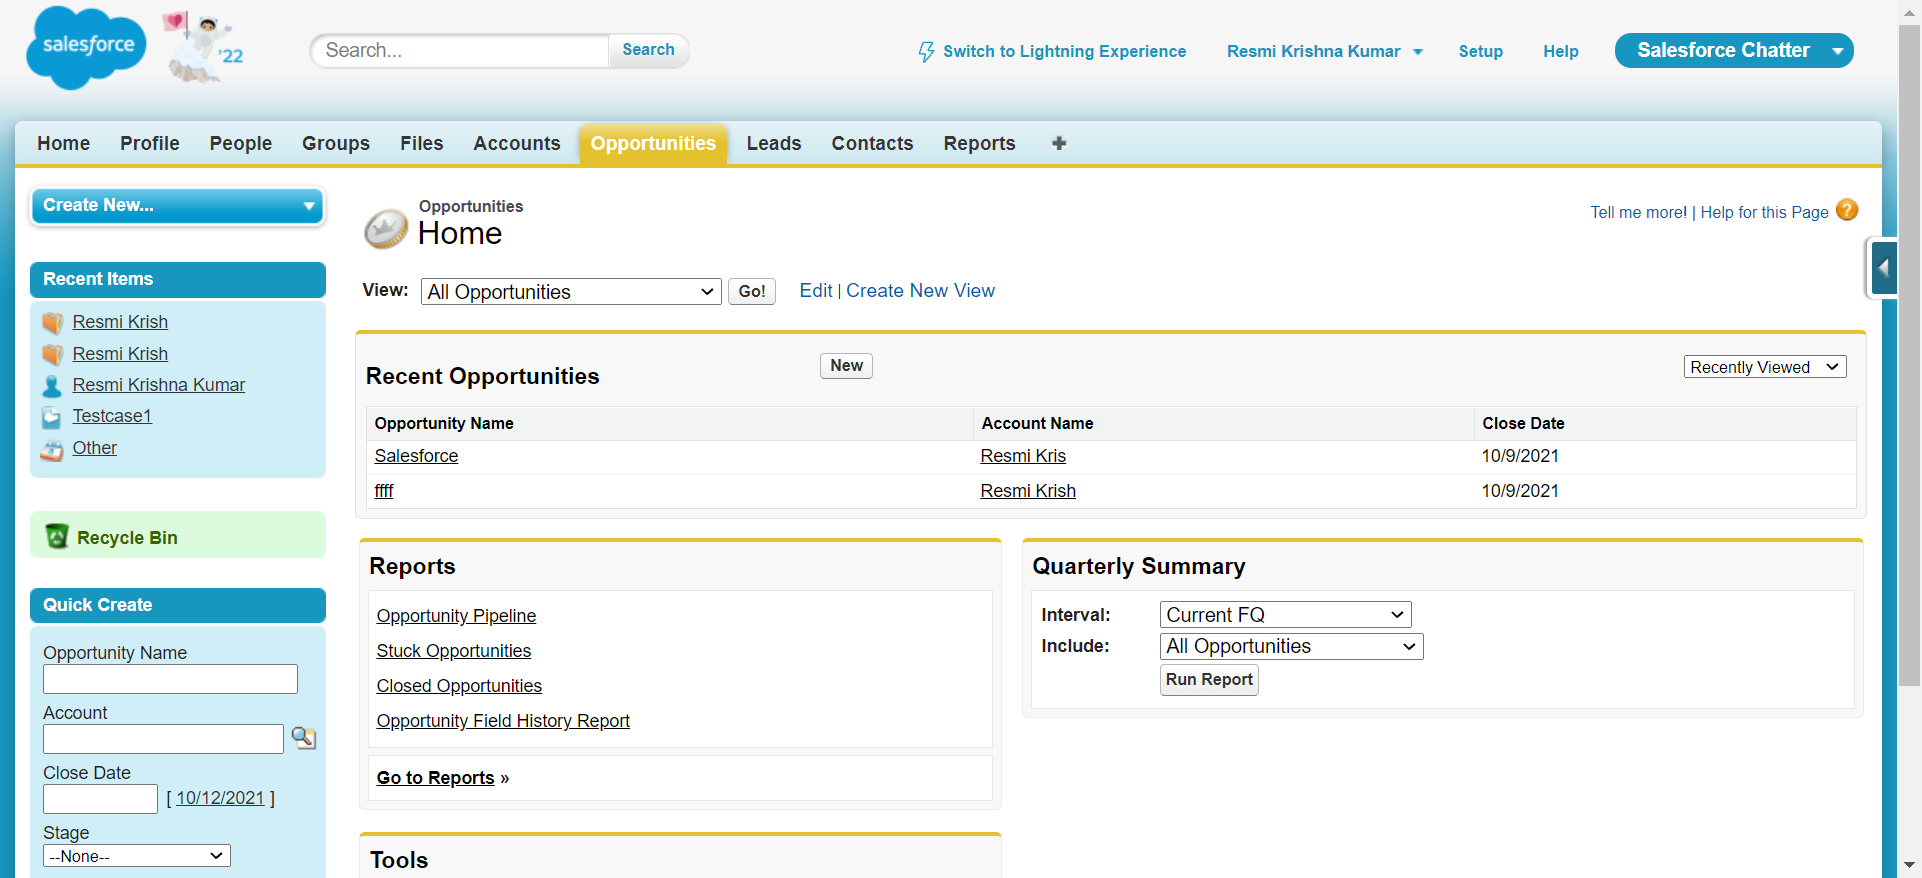 salesforce
'22
Search...
Search
Switch to Lightning Experience
Resmi Krishna Kumar
Setup
Help
Salesforce Chatter
Home Profile People Groups Files Accounts Opportunities Leads Contacts Reports +
Create New...
Recent Items
Resmi Krish
Resmi Krish
Resmi Krishna Kumar
Testcase1
Other
Recycle Bin
Quick Create
Opportunity Name
Account
Close Date
[ 10/12/2021 ]
Stage
--None--
Opportunities
Home
Tell me more! | Help for this Page ?
View: All Opportunities Go! Edit | Create New View
Recent Opportunities New Recently Viewed
Opportunity Name Account Name Close Date
Salesforce Resmi Kris 10/9/2021
ffff Resmi Krish 10/9/2021
Reports
Opportunity Pipeline
Stuck Opportunities
Closed Opportunities
Opportunity Field History Report
Go to Reports »
Quarterly Summary
Interval: Current FQ
Include: All Opportunities
Run Report
Tools